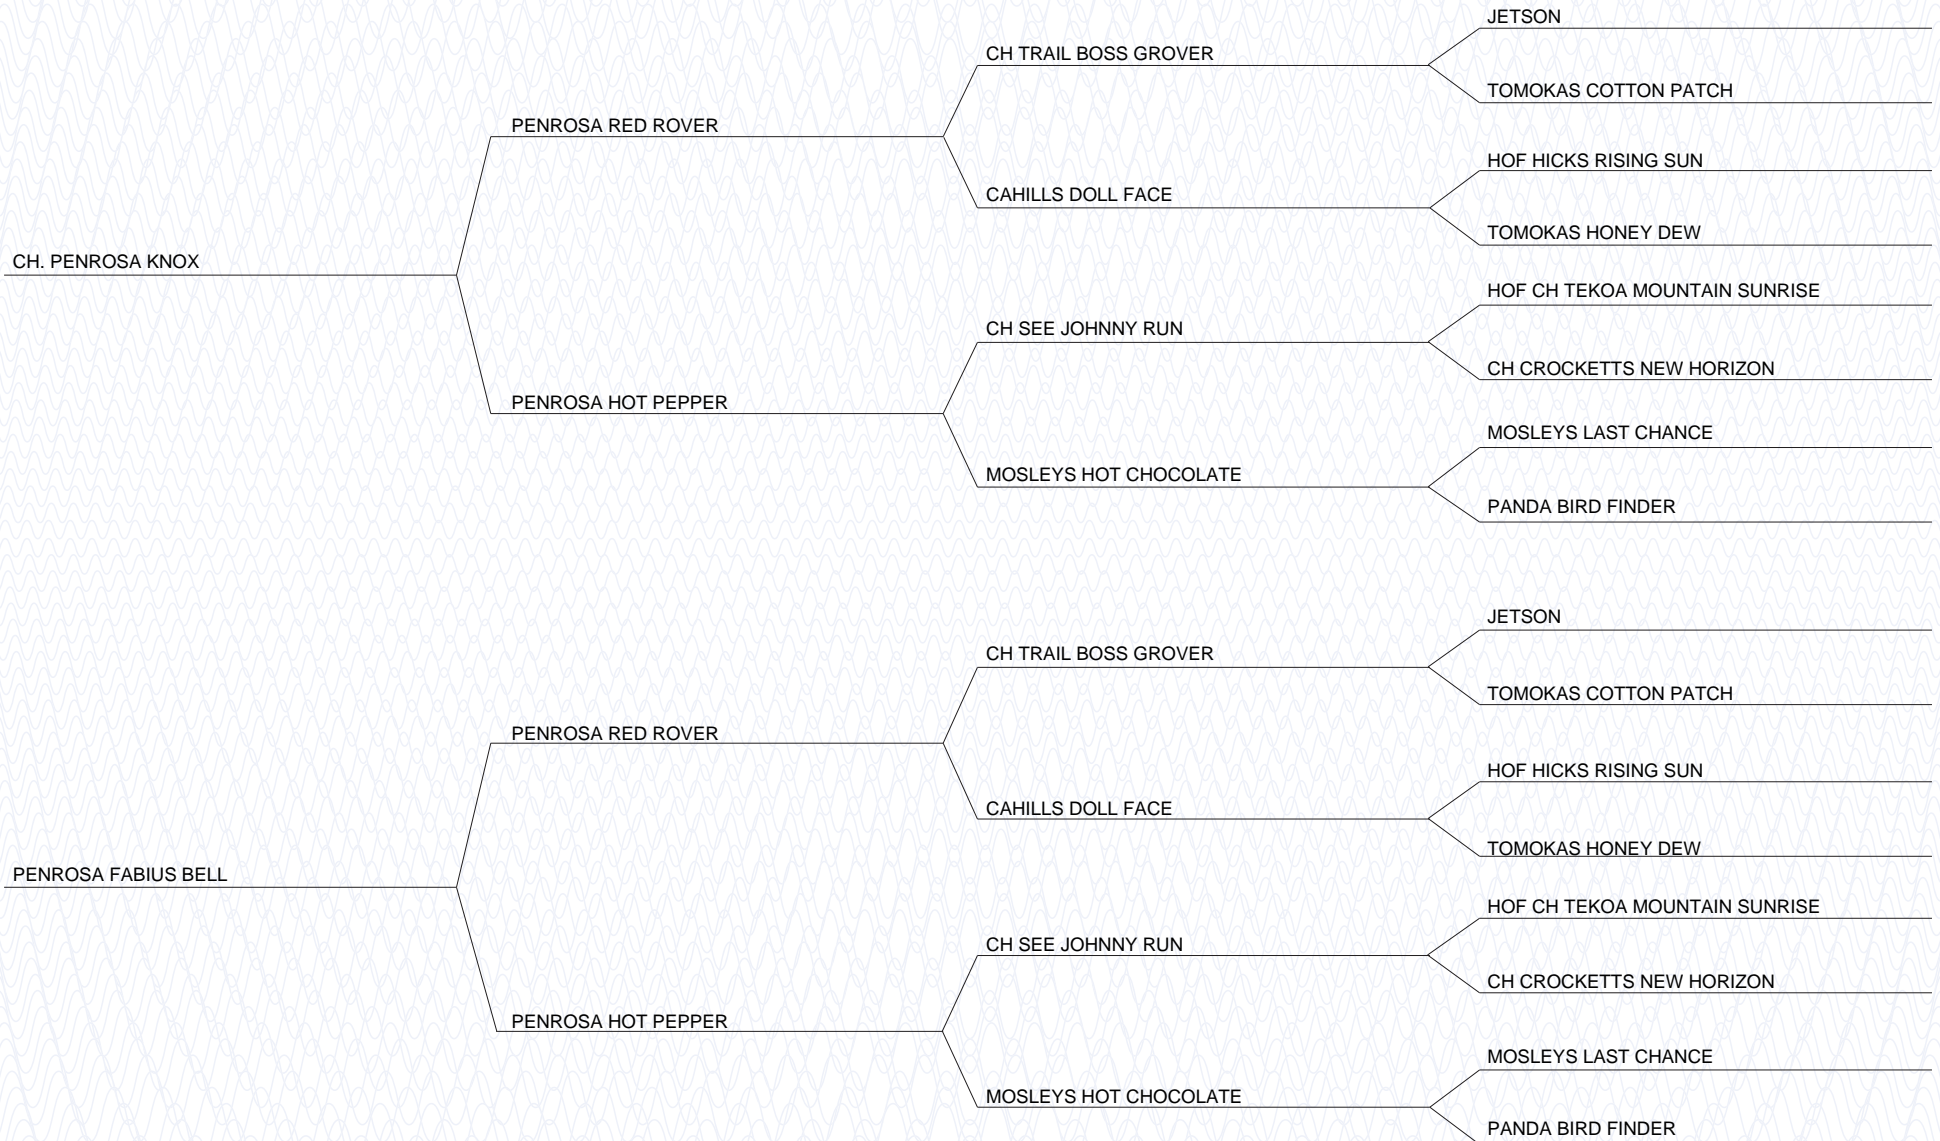 JETSON
CH TRAIL BOSS GROVER
TOMOKAS COTTON PATCH
PENROSA RED ROVER
HOF HICKS RISING SUN
CAHILLS DOLL FACE
TOMOKAS HONEY DEW
CH. PENROSA KNOX
HOF CH TEKOA MOUNTAIN SUNRISE
CH SEE JOHNNY RUN
CH CROCKETTS NEW HORIZON
PENROSA HOT PEPPER
MOSLEYS LAST CHANCE
MOSLEYS HOT CHOCOLATE
PANDA BIRD FINDER
JETSON
CH TRAIL BOSS GROVER
TOMOKAS COTTON PATCH
PENROSA RED ROVER
HOF HICKS RISING SUN
CAHILLS DOLL FACE
TOMOKAS HONEY DEW
PENROSA FABIUS BELL
HOF CH TEKOA MOUNTAIN SUNRISE
CH SEE JOHNNY RUN
CH CROCKETTS NEW HORIZON
PENROSA HOT PEPPER
MOSLEYS LAST CHANCE
MOSLEYS HOT CHOCOLATE
PANDA BIRD FINDER